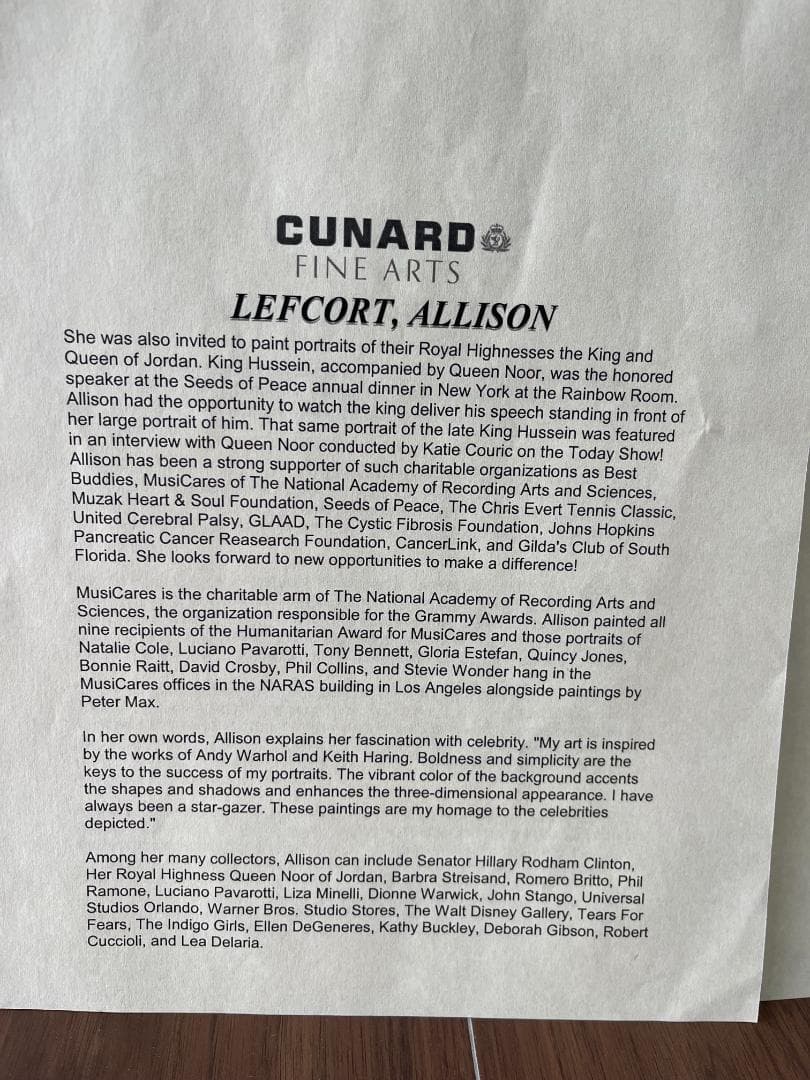 CUNARD
FINE ARTS
LEFCORT, ALLISON
She was also invited to paint portraits of their Royal Highnesses the King and
Queen of Jordan. King Hussein, accompanied by Queen Noor, was the honored
speaker at the Seeds of Peace annual dinner in New York at the Rainbow Room.
Allison had the opportunity to watch the king deliver his speech standing in front of
her large portrait of him. That same portrait of the late King Hussein was featured
in an interview with Queen Noor conducted by Katie Couric on the Today Show!
Allison has been a strong supporter of such charitable organizations as Best
Buddies, MusiCares of The National Academy of Recording Arts and Sciences,
Muzak Heart & Soul Foundation, Seeds of Peace, The Chris Evert Tennis Classic,
United Cerebral Palsy, GLAAD, The Cystic Fibrosis Foundation, Johns Hopkins
Pancreatic Cancer Reasearch Foundation, CancerLink, and Gilda's Club of South
Florida. She looks forward to new opportunities to make a difference!
MusiCares is the charitable arm of The National Academy of Recording Arts and
Sciences, the organization responsible for the Grammy Awards. Allison painted all
nine recipients of the Humanitarian Award for MusiCares and those portraits of
Natalie Cole, Luciano Pavarotti, Tony Bennett, Gloria Estefan, Quincy Jones,
Bonnie Raitt, David Crosby, Phil Collins, and Stevie Wonder hang in the
MusiCares offices in the NARAS building in Los Angeles alongside paintings by
Peter Max.
In her own words, Allison explains her fascination with celebrity. "My art is inspired
by the works of Andy Warhol and Keith Haring. Boldness and simplicity are the
keys to the success of my portraits. The vibrant color of the background accents
the shapes and shadows and enhances the three-dimensional appearance. I have
always been a star-gazer. These paintings are my homage to the celebrities
depicted."
Among her many collectors, Allison can include Senator Hillary Rodham Clinton,
Her Royal Highness Queen Noor of Jordan, Barbra Streisand, Romero Britto, Phil
Ramone, Luciano Pavarotti, Liza Minelli, Dionne Warwick, John Stango, Universal
Studios Orlando, Warner Bros. Studio Stores, The Walt Disney Gallery, Tears For
Fears, The Indigo Girls, Ellen DeGeneres, Kathy Buckley, Deborah Gibson, Robert
Cuccioli, and Lea Delaria.